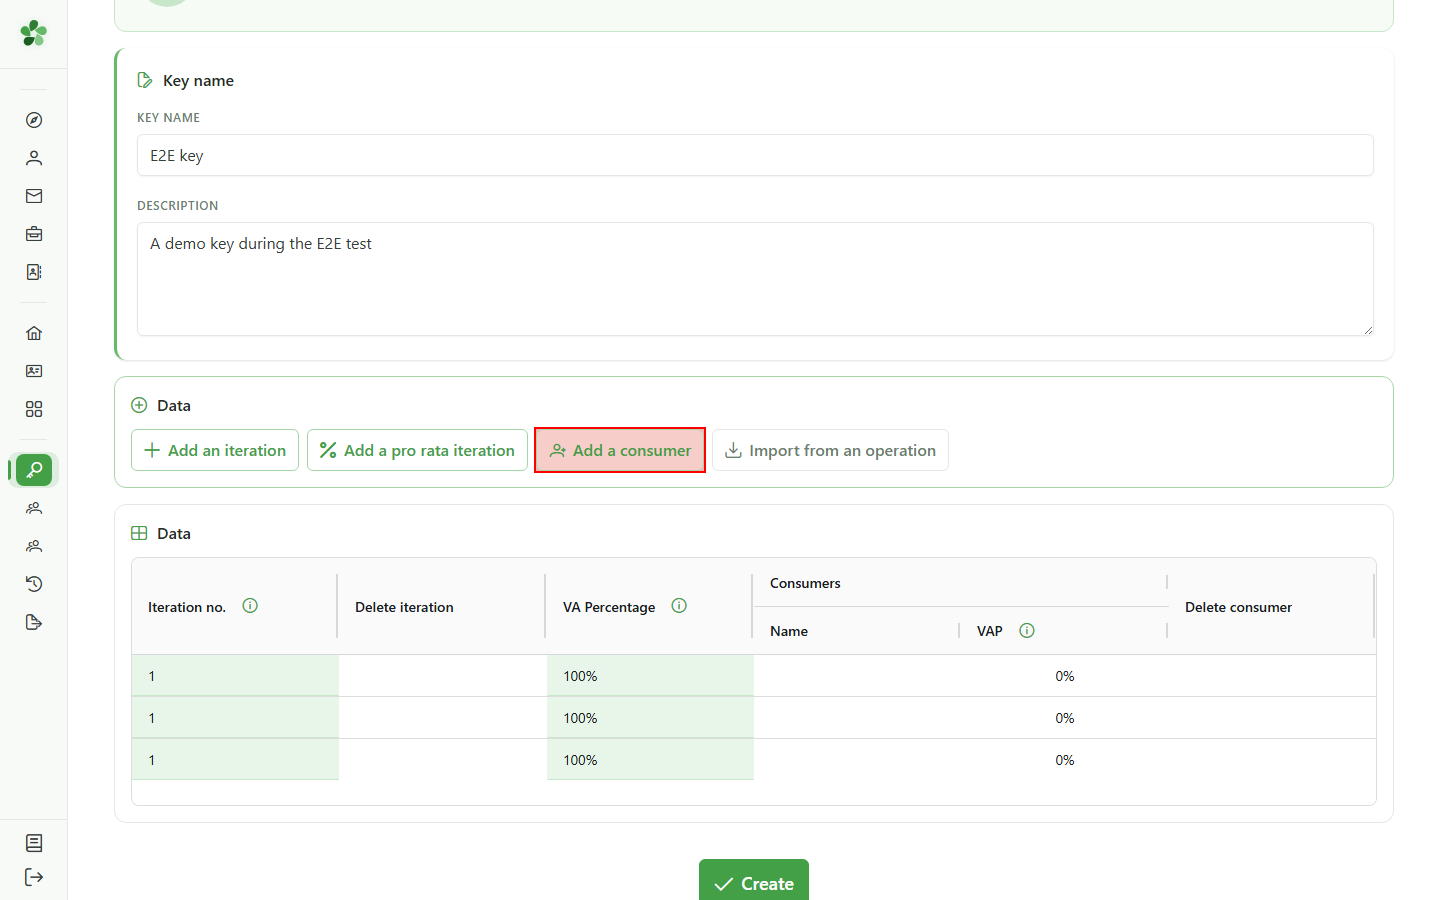 Key name
KEY NAME
E2E key
DESCRIPTION
A demo key during the E2E test
Data
Add an iteration
Add a pro rata iteration
Add a consumer
Import from an operation
Data
Iteration no.
Delete iteration
VA Percentage
Consumers
Name
VAP
Delete consumer
1 100% 0%
1 100% 0%
1 100% 0%
Create